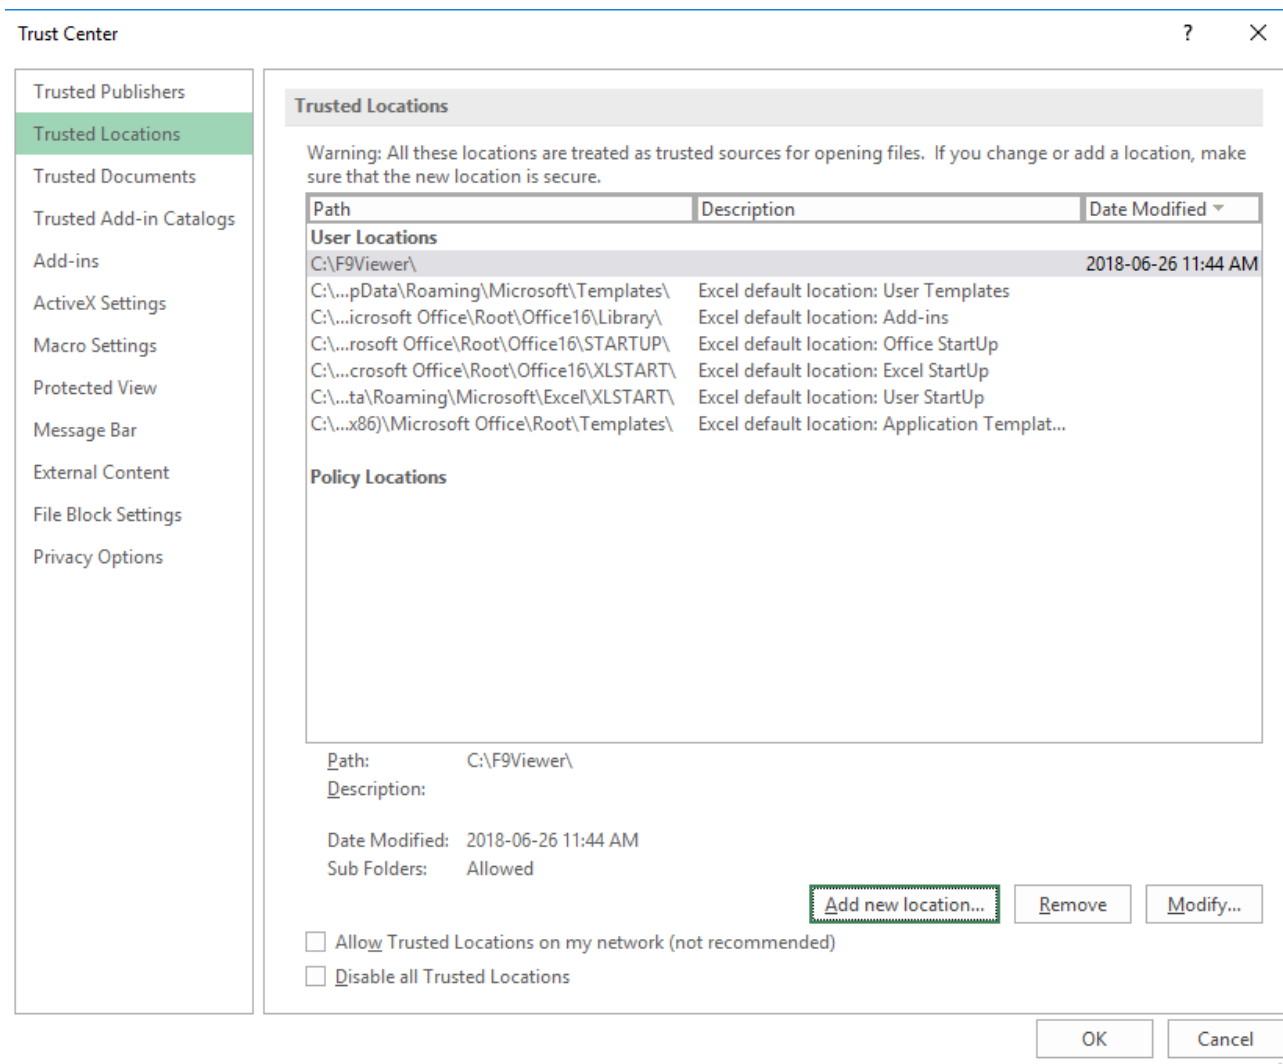 Trust Center
?
Trusted Publishers
Trusted Locations
Trusted Documents
Trusted Add-in Catalogs
Add-ins
ActiveX Settings
Macro Settings
Protected View
Message Bar
External Content
File Block Settings
Privacy Options
Trusted Locations
Warning: All these locations are treated as trusted sources for opening files. If you change or add a location, make
sure that the new location is secure.
Path Description Date Modified
User Locations
C:\F9Viewer\ 2018-06-26 11:44 AM
C:\...pData\Roaming\Microsoft\Templates\ Excel default location: User Templates
C:\...icrosoft Office\Root\Office16\Library\ Excel default location: Add-ins
C:\...rosoft Office\Root\Office16\STARTUP\ Excel default location: Office StartUp
C:\...crosoft Office\Root\Office16\XLSTART\ Excel default location: Excel StartUp
C:\...ta\Roaming\Microsoft\Excel\XLSTART\ Excel default location: User StartUp
C:\...x86)\Microsoft Office\Root\Templates\ Excel default location: Application Templat...
Policy Locations
Path: C:\F9Viewer\
Description:
Date Modified: 2018-06-26 11:44 AM
Sub Folders: Allowed
Add new location... Remove Modify...
Allow Trusted Locations on my network (not recommended)
Disable all Trusted Locations
OK Cancel